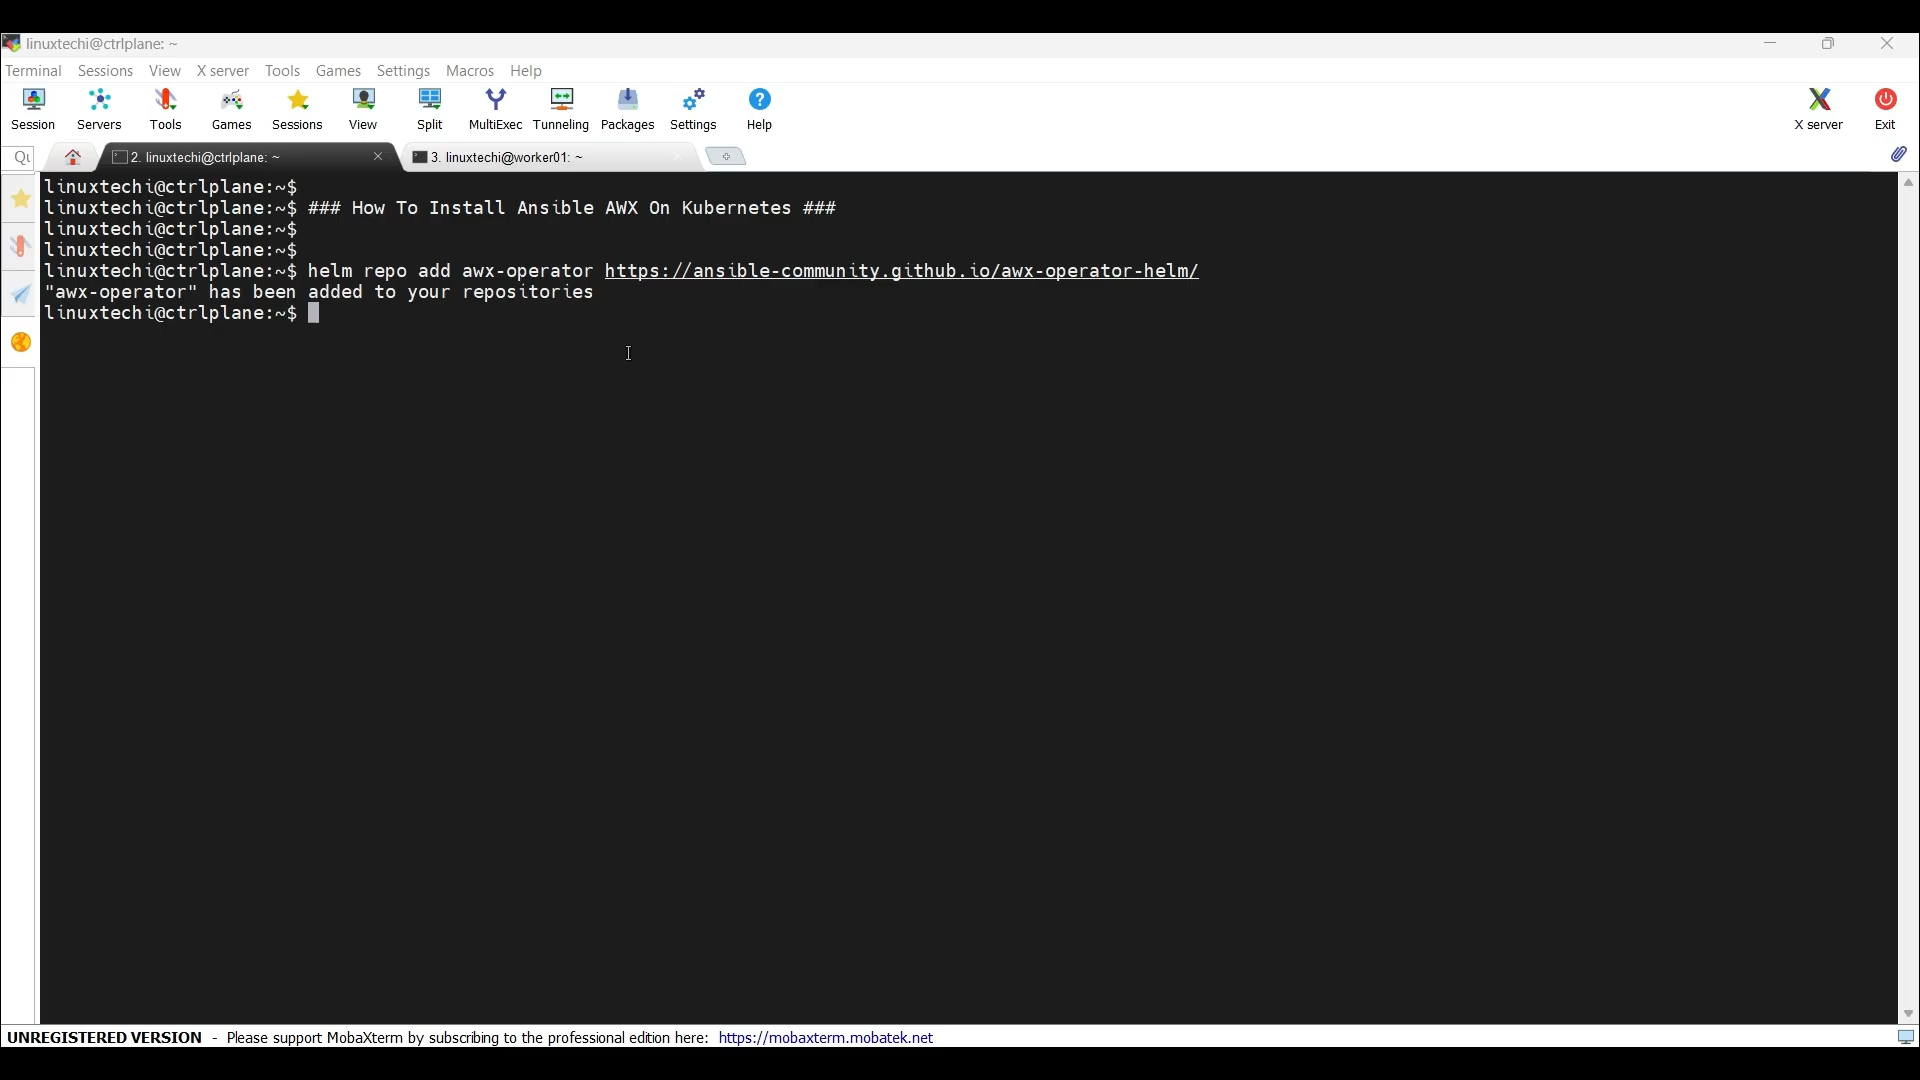 linuxtechi@ctrlplane: ~
Terminal Sessions View X server Tools Games Settings Macros Help
Session Servers Tools Games Sessions View Split MultiExec Tunneling Packages Settings Help X server Exit
Qu 2. linuxtechi@ctrlplane: ~ 3. linuxtechi@worker01: ~
linuxtechi@ctrlplane:~$
linuxtechi@ctrlplane:~$ ### How To Install Ansible AWX On Kubernetes ###
linuxtechi@ctrlplane:~$
linuxtechi@ctrlplane:~$
linuxtechi@ctrlplane:~$ helm repo add awx-operator https://ansible-community.github.io/awx-operator-helm/
"awx-operator" has been added to your repositories
linuxtechi@ctrlplane:~$
UNREGISTERED VERSION - Please support MobaXterm by subscribing to the professional edition here: https://mobaxterm.mobatek.net